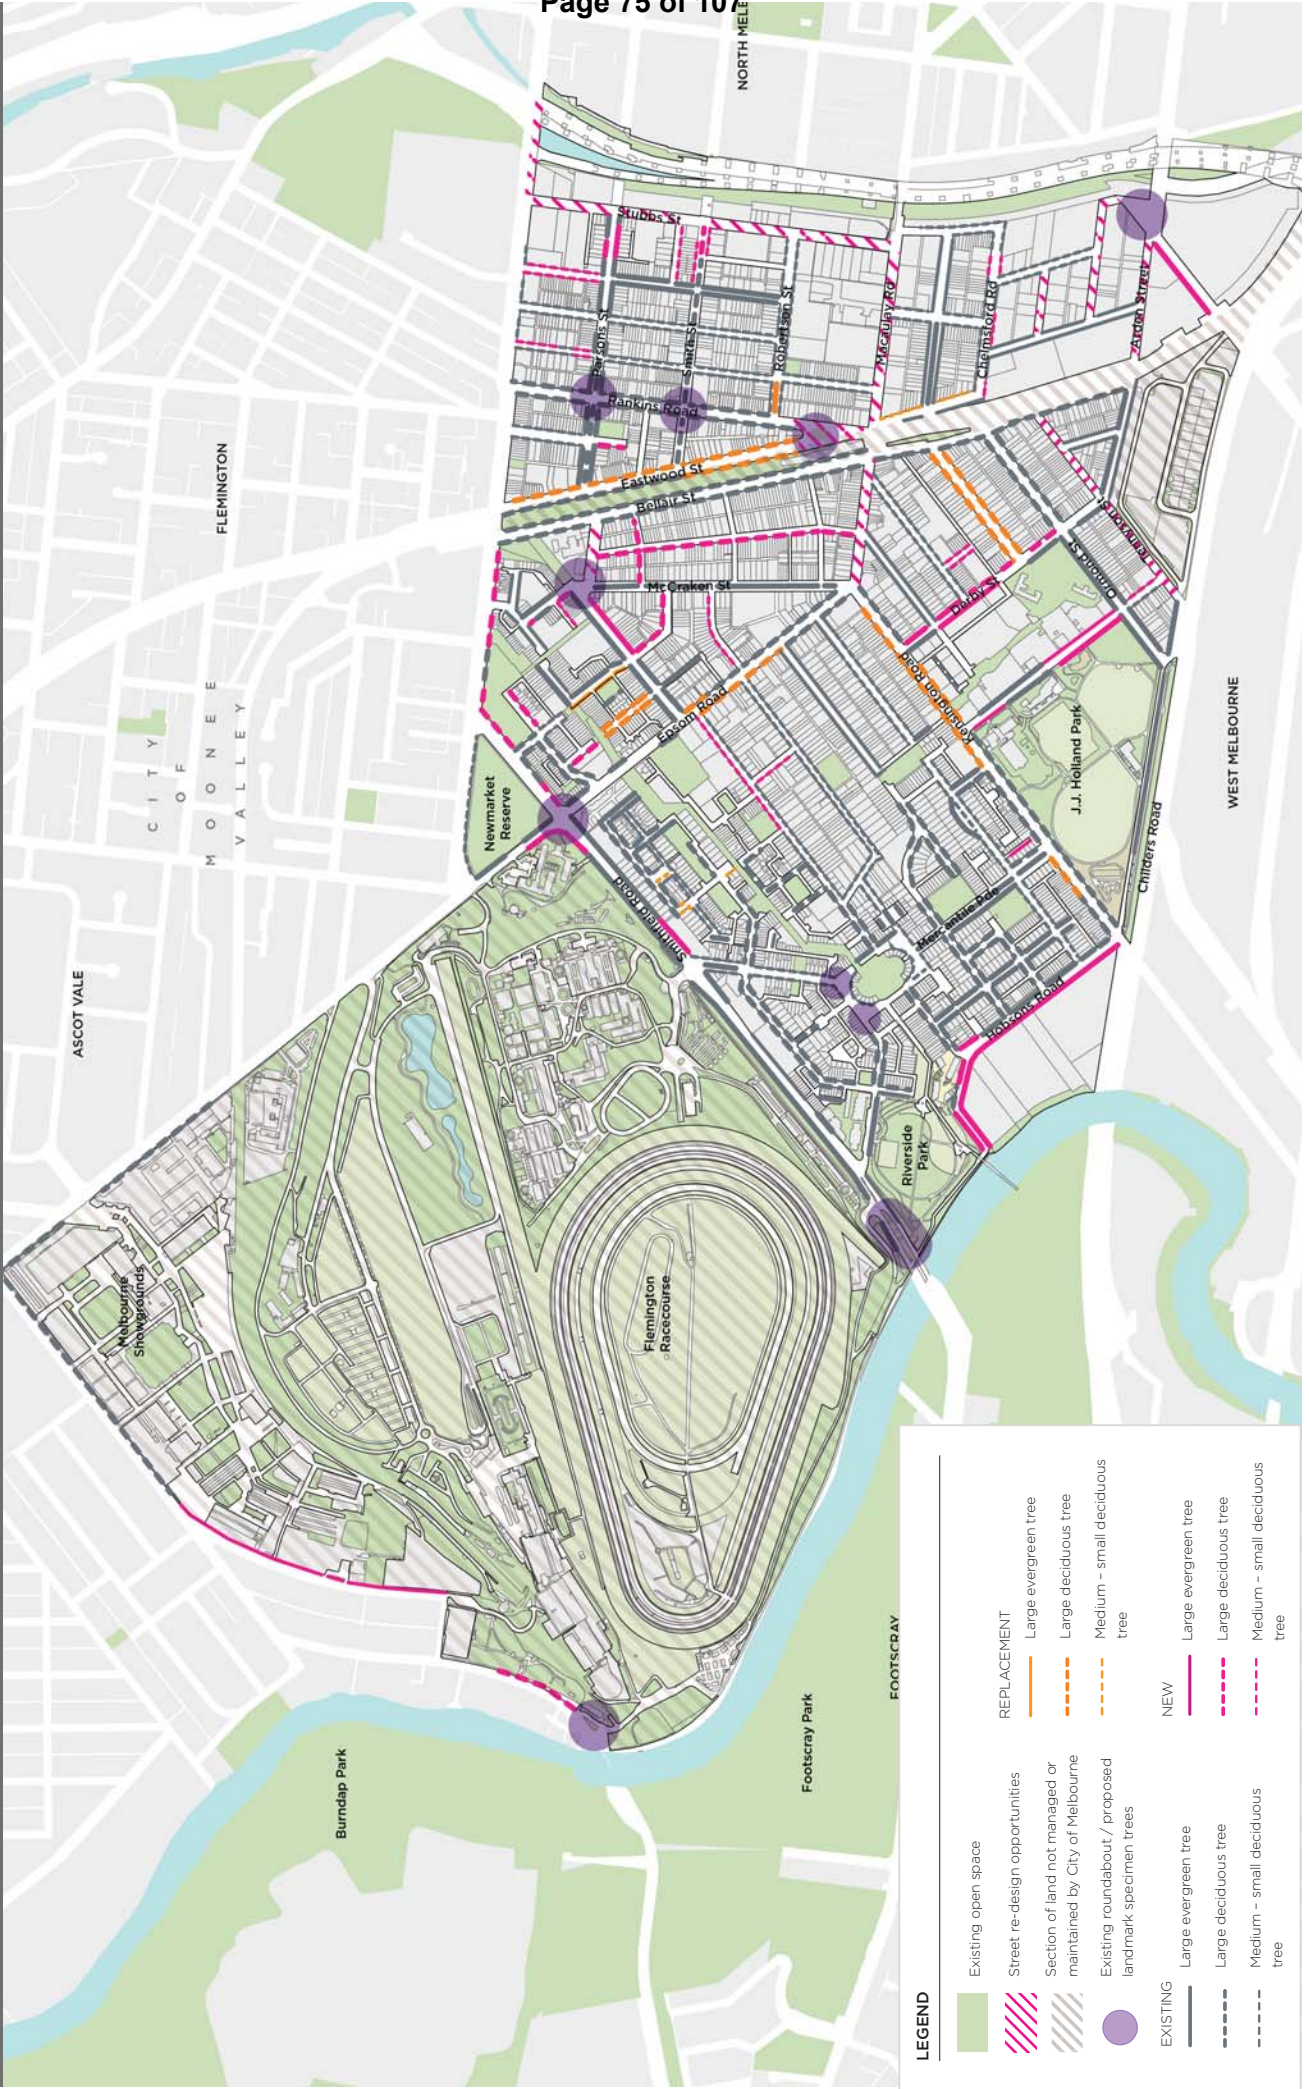 Page 75 of 107
NORTH MELB
FLEMINGTON
CITY
OF
MOONEE
VALLEY
ASCOT VALE
Stubbs St
Parsons St
Smith St
Robertson St
Macaulay Rd
Chelmsford Rd
Arden Street
Rankins Road
Eastwood St
Bellair St
McCraken St
Tennyson St
Ormond St
Derby St
Kensington Road
Epsom Road
Newmarket
Reserve
Smithfield Road
J.J. Holland Park
Childers Road
WEST MELBOURNE
Mercantile Pde
Hobsons Road
Riverside
Park
Melbourne
Showgrounds
Flemington
Racecourse
Burndap Park
Footscray Park
FOOTSCRAY
LEGEND
Existing open space
Street re-design opportunities
Section of land not managed or
maintained by City of Melbourne
Existing roundabout / proposed
landmark specimen trees
EXISTING
Large evergreen tree
Large deciduous tree
Medium – small deciduous
tree
REPLACEMENT
Large evergreen tree
Large deciduous tree
Medium – small deciduous
tree
NEW
Large evergreen tree
Large deciduous tree
Medium – small deciduous
tree